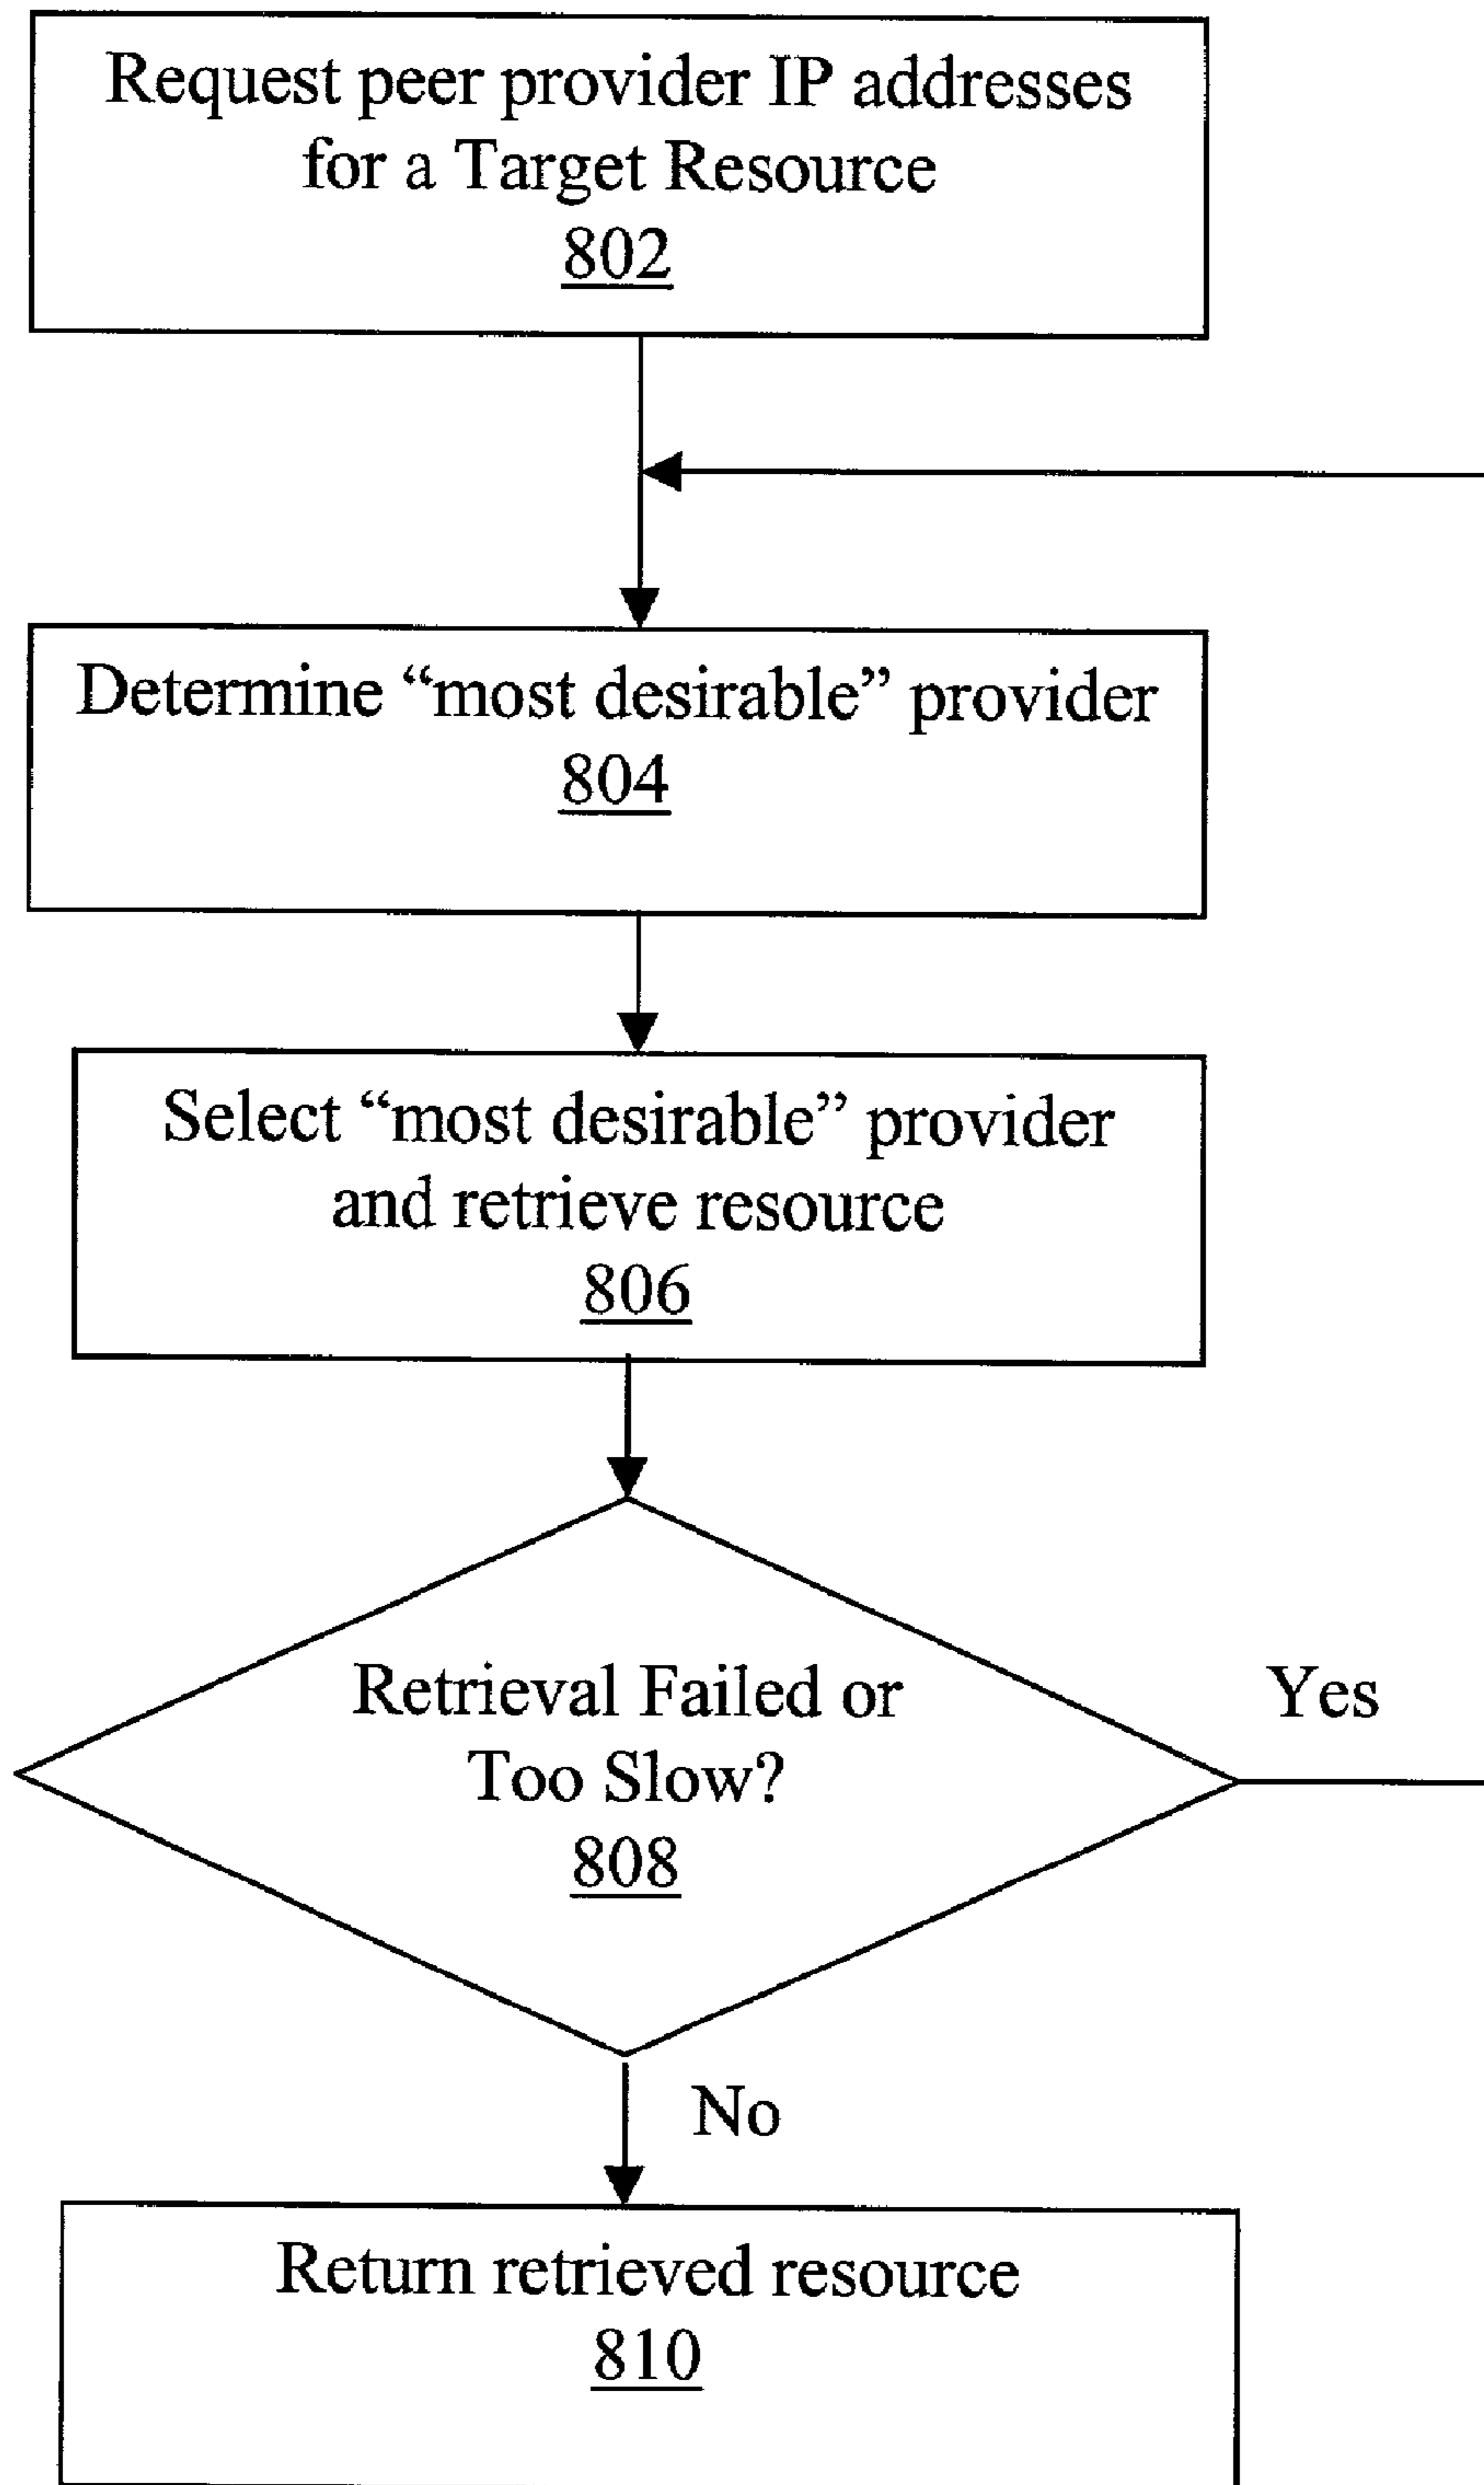 Request peer provider IP addresses
for a Target Resource
802
Determine “most desirable” provider
804
Select “most desirable” provider
and retrieve resource
806
Retrieval Failed or
Too Slow?
808
Yes
No
Return retrieved resource
810